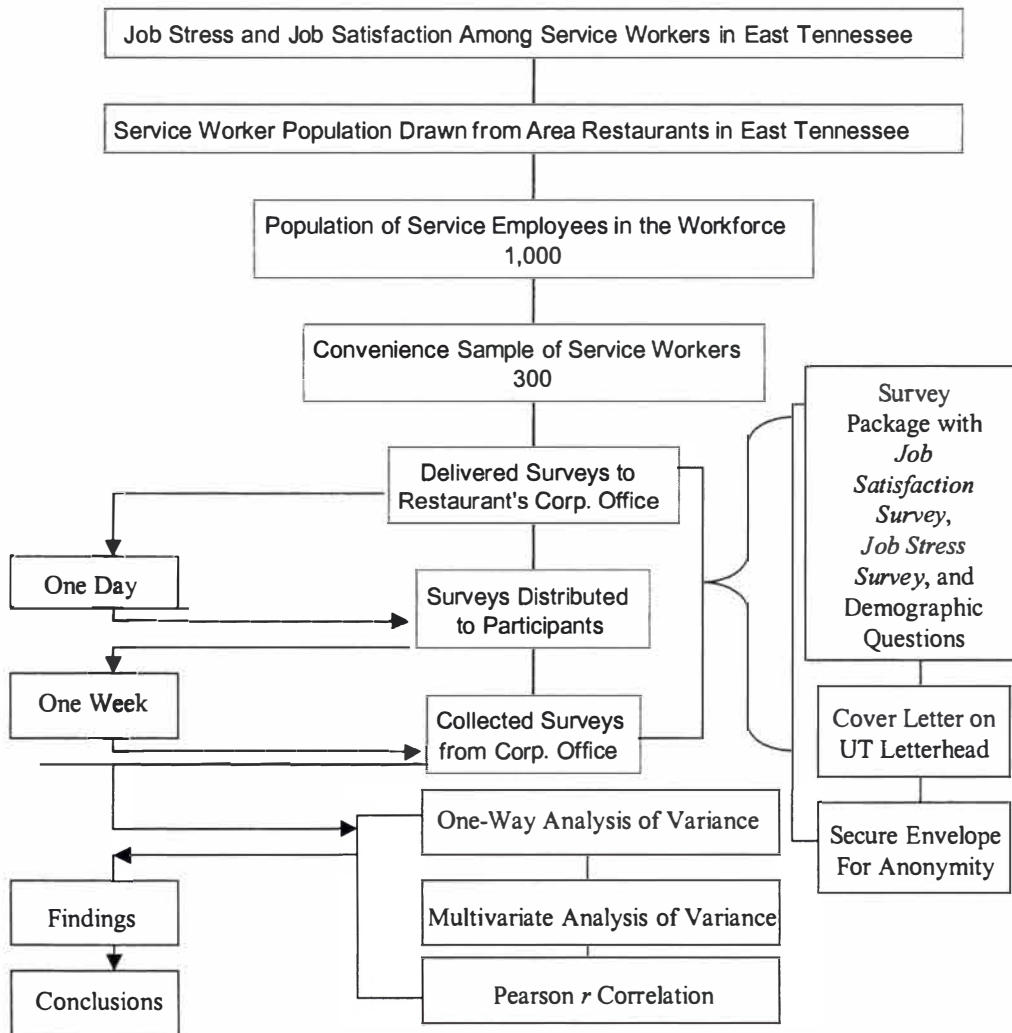 Job Stress and Job Satisfaction Among Service Workers in East Tennessee
Service Worker Population Drawn from Area Restaurants in East Tennessee
Population of Service Employees in the Workforce
1,000
Convenience Sample of Service Workers
300
Delivered Surveys to
Restaurant's Corp. Office
One Day
Surveys Distributed
to Participants
One Week
Collected Surveys
from Corp. Office
Survey
Package with
Job
Satisfaction
Survey,
Job Stress
Survey, and
Demographic
Questions
Cover Letter on
UT Letterhead
Secure Envelope
For Anonymity
One-Way Analysis of Variance
Multivariate Analysis of Variance
Pearson r Correlation
Findings
Conclusions